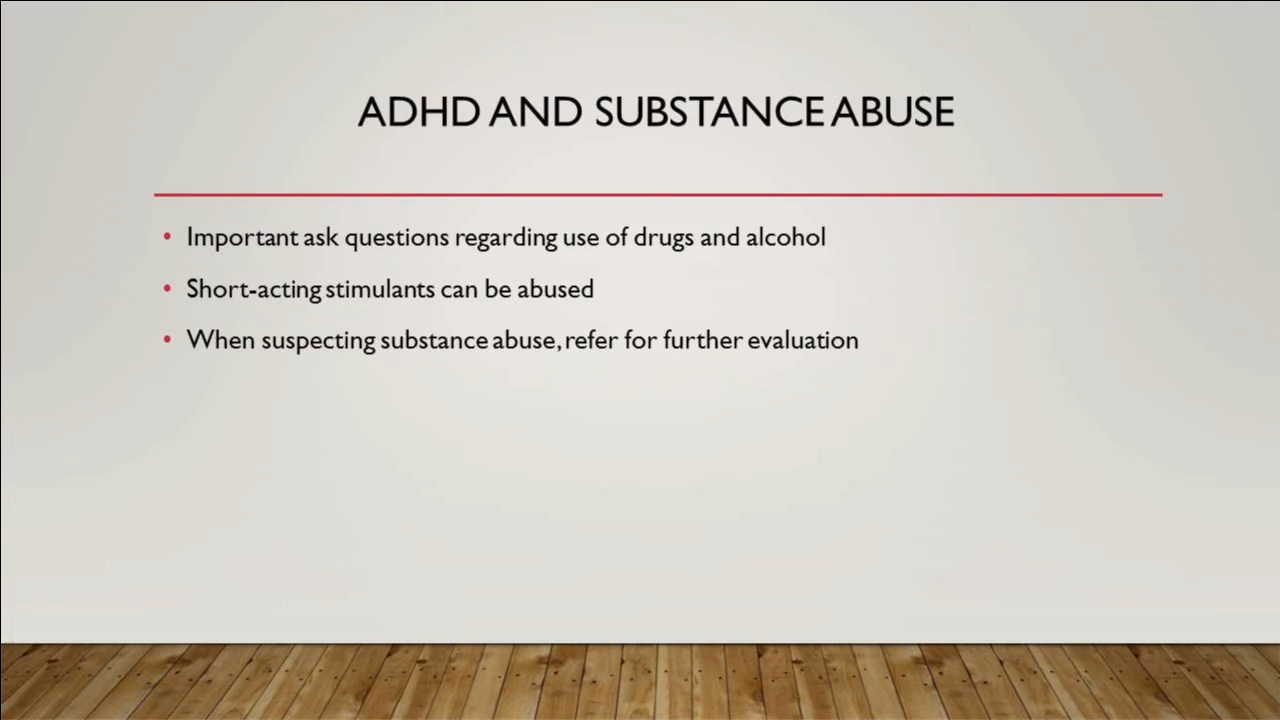 ADHD AND SUBSTANCE ABUSE
• Important ask questions regarding use of drugs and alcohol
• Short-acting stimulants can be abused
• When suspecting substance abuse, refer for further evaluation